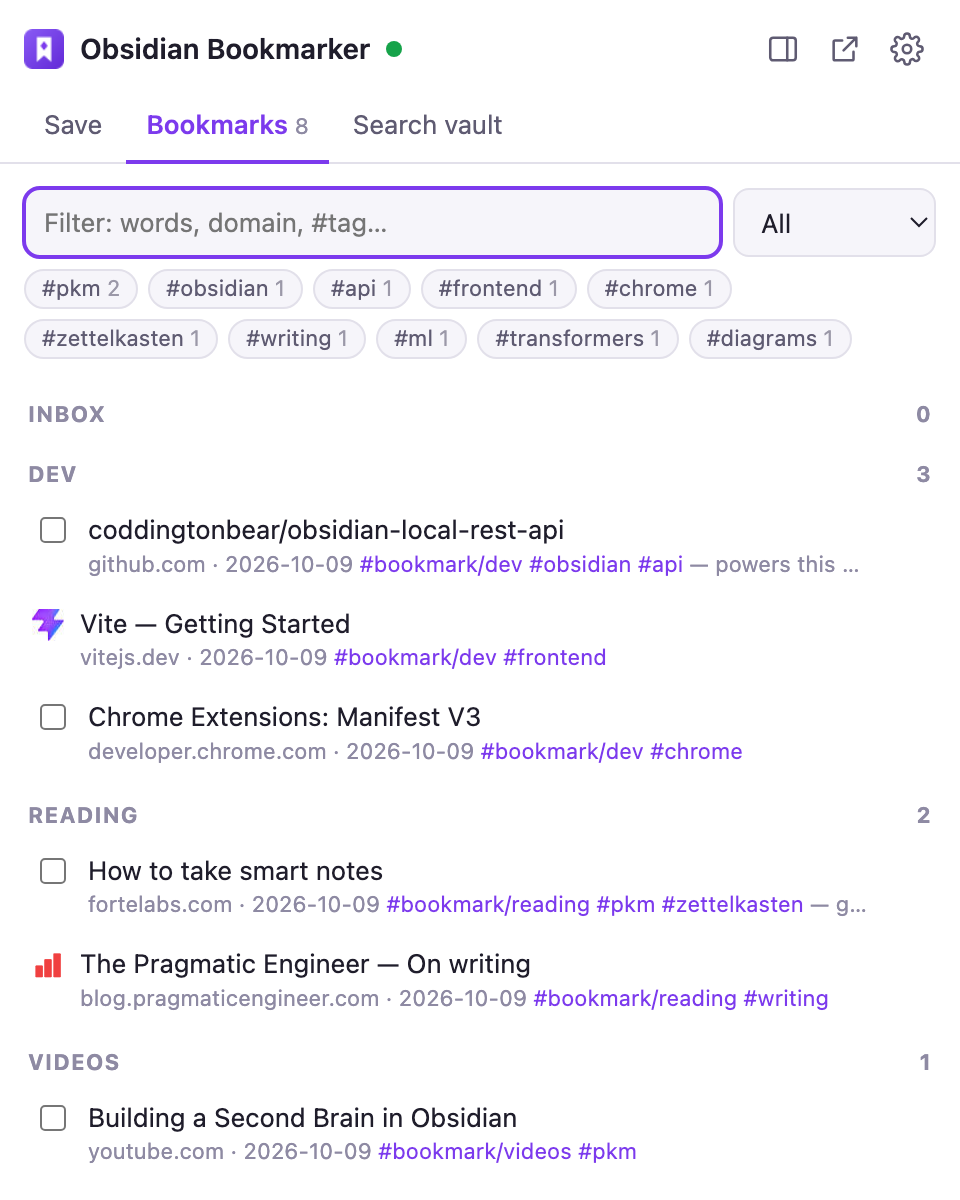 Obsidian Bookmarker
Save Bookmarks 8 Search vault
Filter: words, domain, #tag... All
#pkm 2 #obsidian 1 #api 1 #frontend 1 #chrome 1
#zettelkasten 1 #writing 1 #ml 1 #transformers 1 #diagrams 1
INBOX 0
DEV 3
coddingtonbear/obsidian-local-rest-api
github.com · 2026-10-09 #bookmark/dev #obsidian #api — powers this ...
Vite — Getting Started
vitejs.dev · 2026-10-09 #bookmark/dev #frontend
Chrome Extensions: Manifest V3
developer.chrome.com · 2026-10-09 #bookmark/dev #chrome
READING 2
How to take smart notes
fortelabs.com · 2026-10-09 #bookmark/reading #pkm #zettelkasten — g...
The Pragmatic Engineer — On writing
blog.pragmaticengineer.com · 2026-10-09 #bookmark/reading #writing
VIDEOS 1
Building a Second Brain in Obsidian
youtube.com · 2026-10-09 #bookmark/videos #pkm